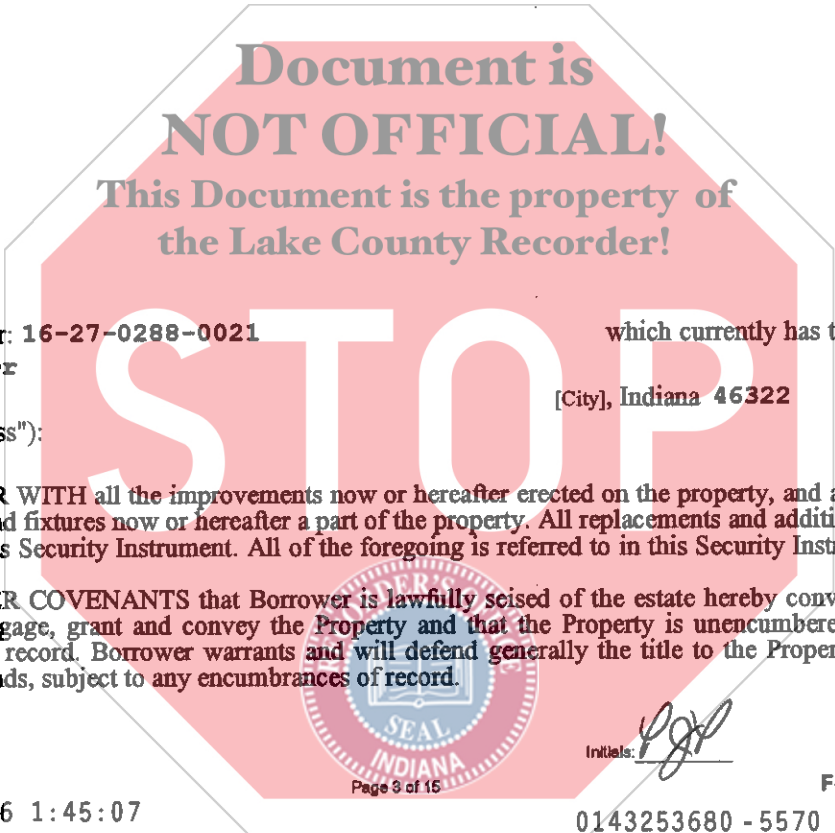 Document is
NOT OFFICIAL!
This Document is the property of
the Lake County Recorder!
STOP
r: 16-27-0288-0021 which currently has t
r
[City], Indiana 46322
ss"):
R WITH all the improvements now or hereafter erected on the property, and a
d fixtures now or hereafter a part of the property. All replacements and additi
s Security Instrument. All of the foregoing is referred to in this Security Instr
R COVENANTS that Borrower is lawfully seised of the estate hereby conv
gage, grant and convey the Property and that the Property is unencumbere
record. Borrower warrants and will defend generally the title to the Proper
ds, subject to any encumbrances of record.
RECORDER'S OFFICE
SEAL
INDIANA
Initials: PJP
Page 3 of 15
F
6 1:45:07
0143253680 - 5570